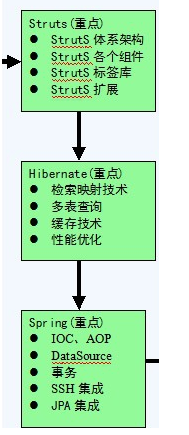 Struts(重点)
● StrutS 体系架构
● StrutS 各个组件
● StrutS 标签库
● StrutS 扩展
Hibernate(重点)
● 检索映射技术
● 多表查询
● 缓存技术
● 性能优化
Spring(重点)
● IOC、AOP
● DataSource
● 事务
● SSH 集成
● JPA 集成